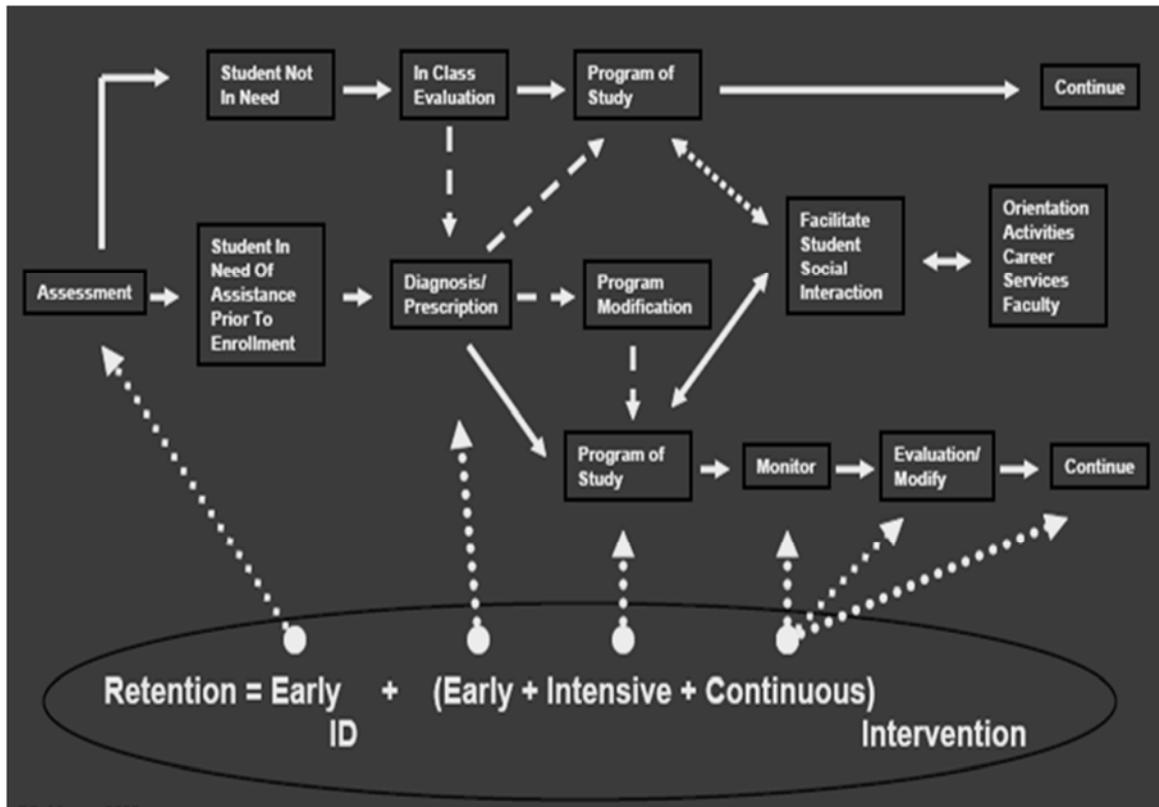 Student Not
In Need
In Class
Evaluation
Program of
Study
Continue
Assessment
Student In
Need Of
Assistance
Prior To
Enrollment
Diagnosis/
Prescription
Program
Modification
Facilitate
Student
Social
Interaction
Orientation
Activities
Career
Services
Faculty
Program of
Study
Monitor
Evaluation/
Modify
Continue
Retention = Early + (Early + Intensive + Continuous)
ID Intervention